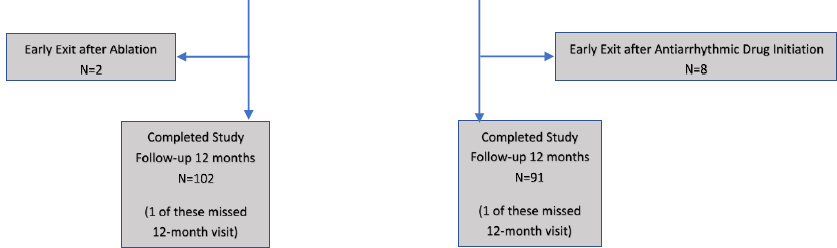 Early Exit after Ablation
N=2
Early Exit after Antiarrhythmic Drug Initiation
N=8
Completed Study
Follow-up 12 months
N=102
(1 of these missed
12-month visit)
Completed Study
Follow-up 12 months
N=91
(1 of these missed
12-month visit)